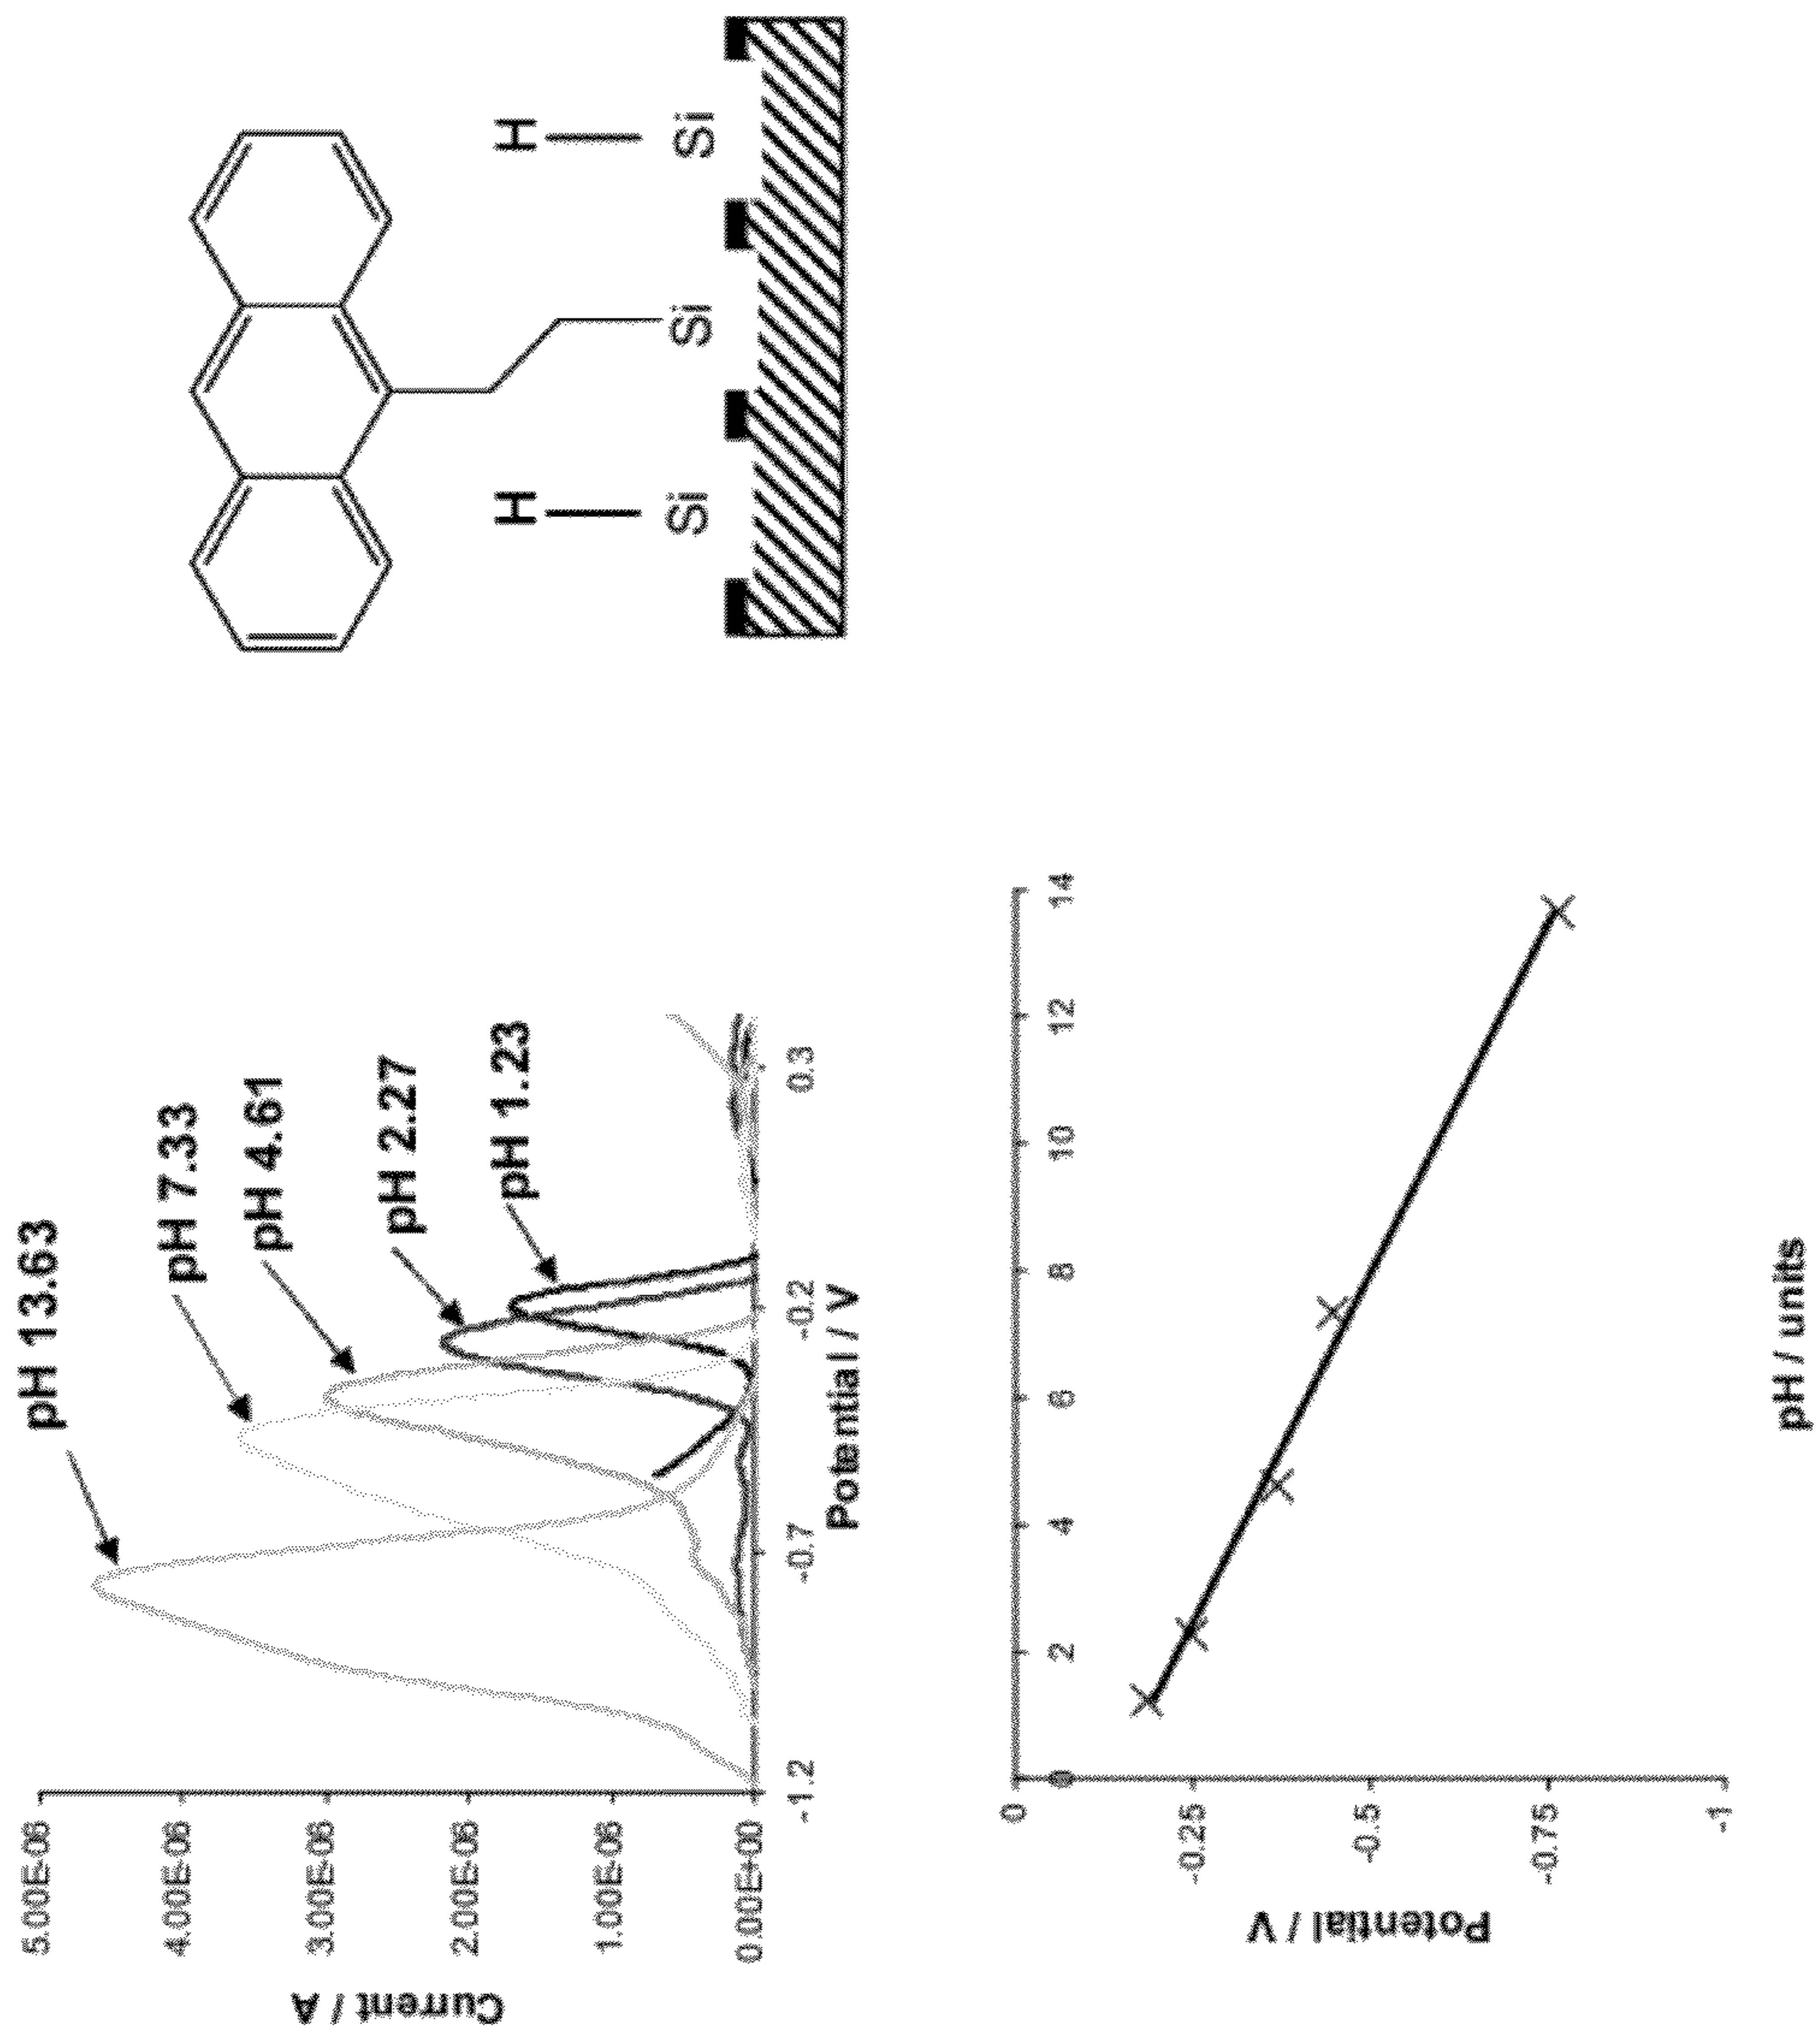 pH 13.63
pH 7.33
pH 4.61
pH 2.27
pH 1.23
Current / A
5.00E-06
4.00E-06
3.00E-06
2.00E-06
1.00E-06
0.00E+00
-1.2
-0.7
-0.2
0.3
Potential / V
H
H
Si
Si
Si
Potential / V
0
-0.25
-0.5
-0.75
-1
0
2
4
6
8
10
12
14
pH / units